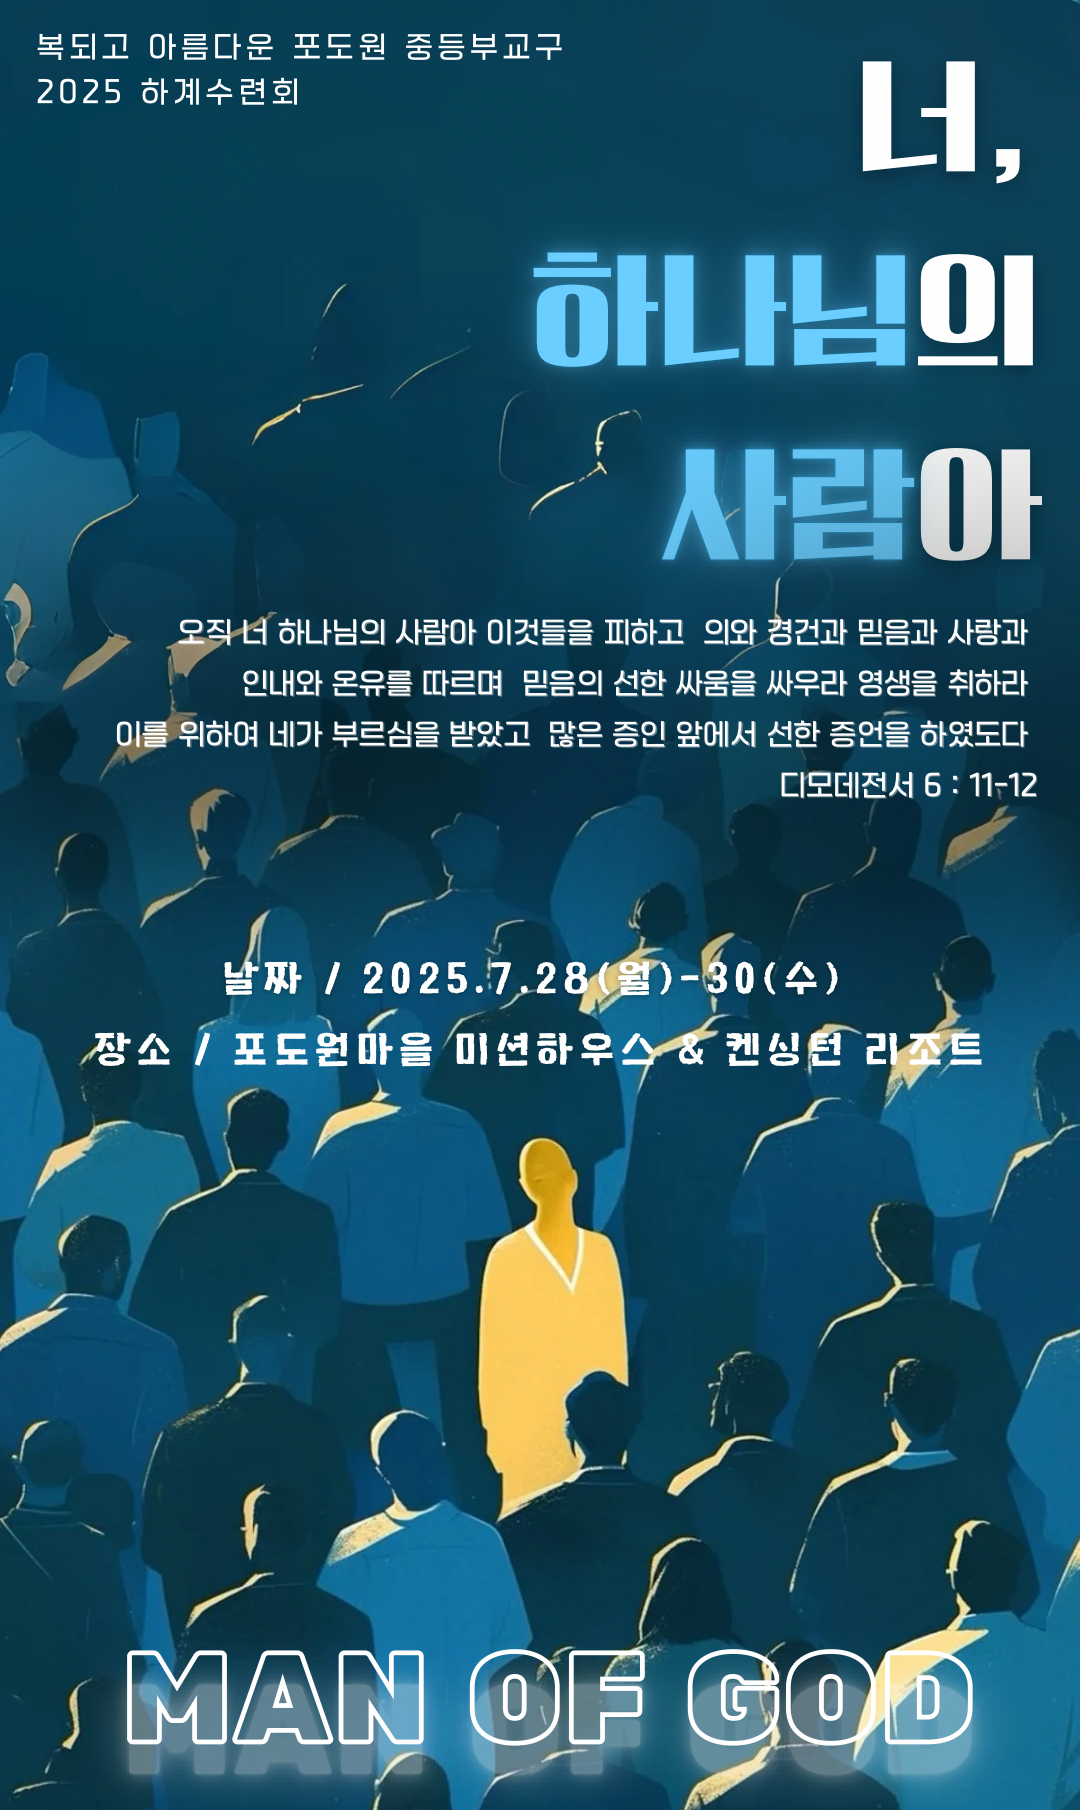 복되고 아름다운 포도원 중등부교구
2025 하계수련회
너,
하나님의
사람아
오직 너 하나님의 사람아 이것들을 피하고 의와 경건과 믿음과 사랑과
인내와 온유를 따르며 믿음의 선한 싸움을 싸우라 영생을 취하라
이를 위하여 네가 부르심을 받았고 많은 증인 앞에서 선한 증언을 하였도다
디모데전서 6 : 11-12
날짜 / 2025.7.28(월)-30(수)
장소 / 포도원마을 미션하우스 & 켄싱턴 리조트
MAN OF GOD